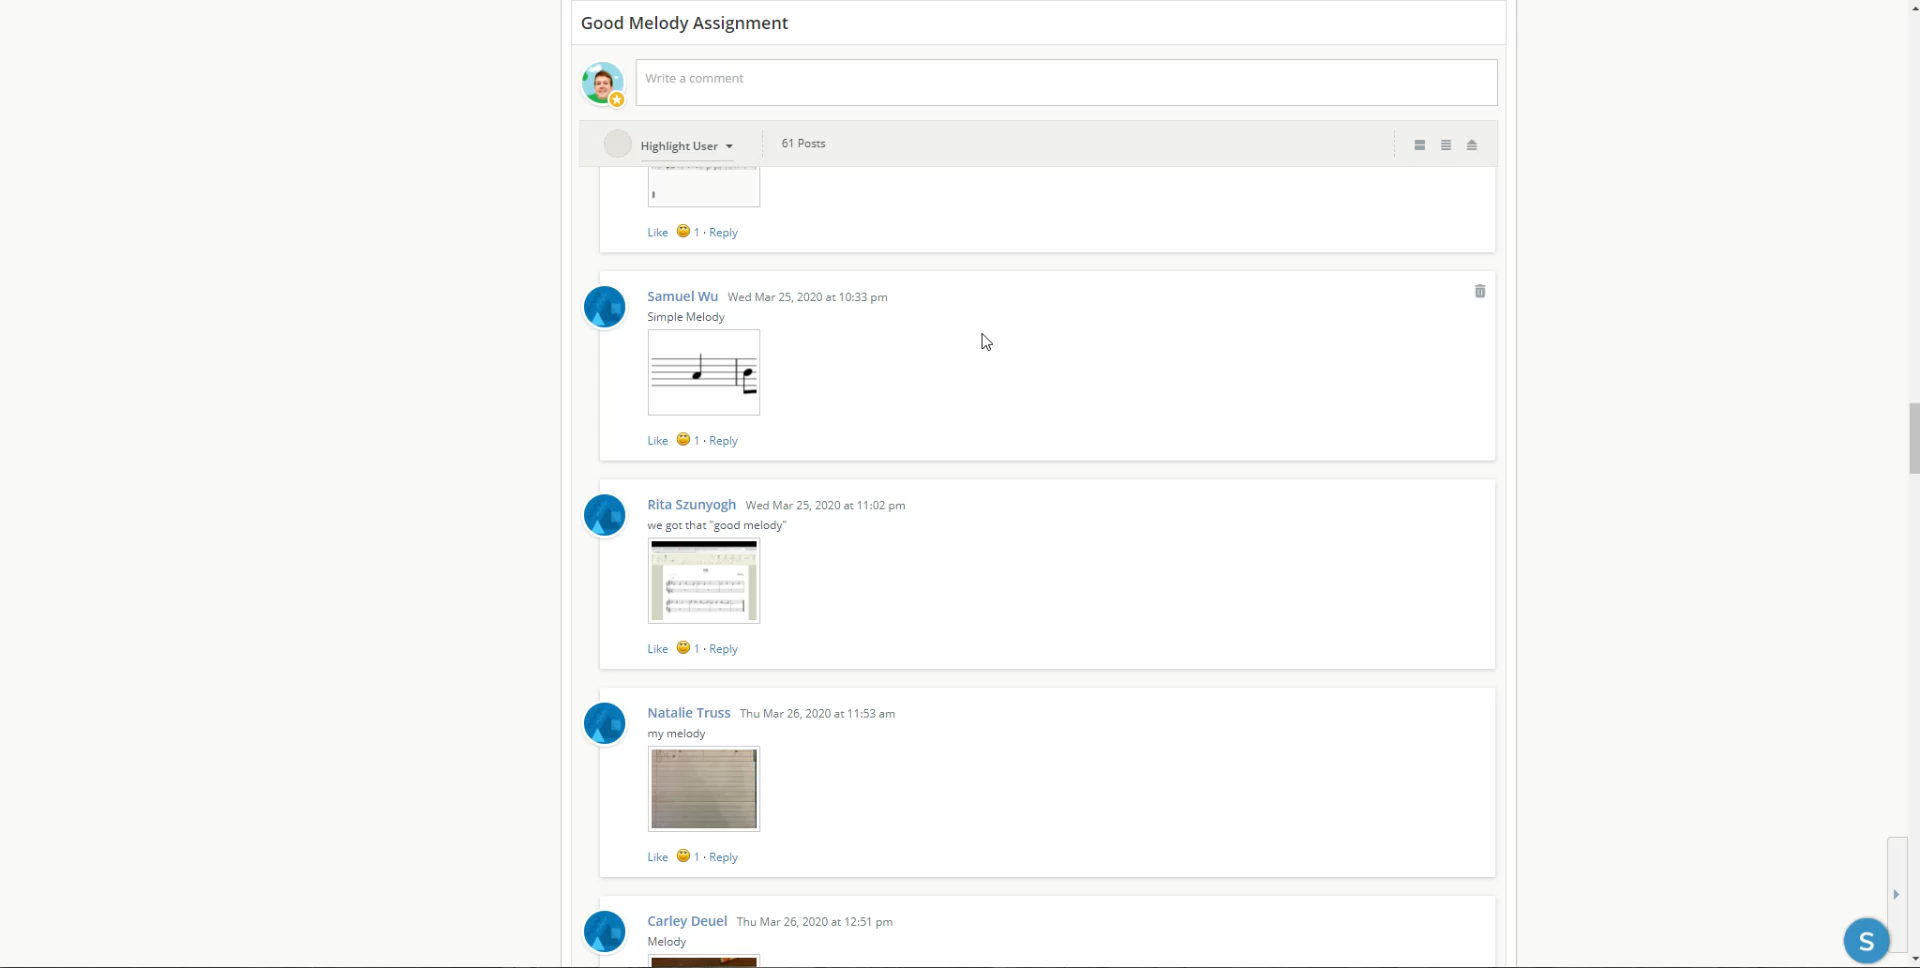 Good Melody Assignment
Write a comment
Highlight User 61 Posts
Like 1 · Reply
Samuel Wu Wed Mar 25, 2020 at 10:33 pm
Simple Melody
Like 1 · Reply
Rita Szunyogh Wed Mar 25, 2020 at 11:02 pm
we got that "good melody"
Like 1 · Reply
Natalie Truss Thu Mar 26, 2020 at 11:53 am
my melody
Like 1 · Reply
Carley Deuel Thu Mar 26, 2020 at 12:51 pm
Melody
S